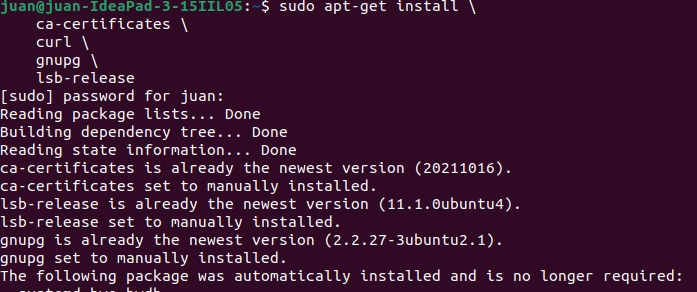 juan@juan-IdeaPad-3-15IIL05:~$ sudo apt-get install \
    ca-certificates \
    curl \
    gnupg \
    lsb-release
[sudo] password for juan:
Reading package lists... Done
Building dependency tree... Done
Reading state information... Done
ca-certificates is already the newest version (20211016).
ca-certificates set to manually installed.
lsb-release is already the newest version (11.1.0ubuntu4).
lsb-release set to manually installed.
gnupg is already the newest version (2.2.27-3ubuntu2.1).
gnupg set to manually installed.
The following package was automatically installed and is no longer required: